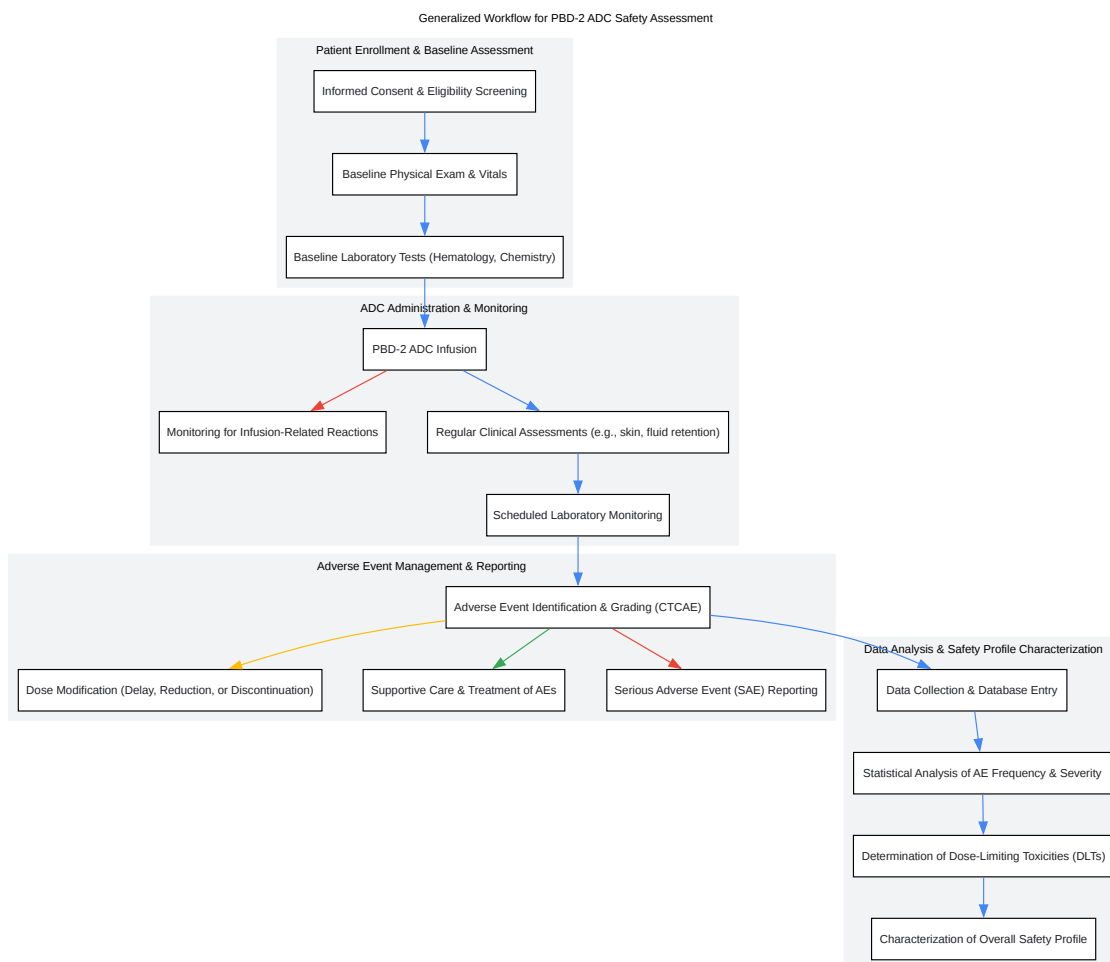 Generalized Workflow for PBD-2 ADC Safety Assessment
Patient Enrollment & Baseline Assessment
Informed Consent & Eligibility Screening
Baseline Physical Exam & Vitals
Baseline Laboratory Tests (Hematology, Chemistry)
ADC Administration & Monitoring
PBD-2 ADC Infusion
Monitoring for Infusion-Related Reactions
Regular Clinical Assessments (e.g., skin, fluid retention)
Scheduled Laboratory Monitoring
Adverse Event Management & Reporting
Adverse Event Identification & Grading (CTCAE)
Dose Modification (Delay, Reduction, or Discontinuation)
Supportive Care & Treatment of AEs
Serious Adverse Event (SAE) Reporting
Data Analysis & Safety Profile Characterization
Data Collection & Database Entry
Statistical Analysis of AE Frequency & Severity
Determination of Dose-Limiting Toxicities (DLTs)
Characterization of Overall Safety Profile